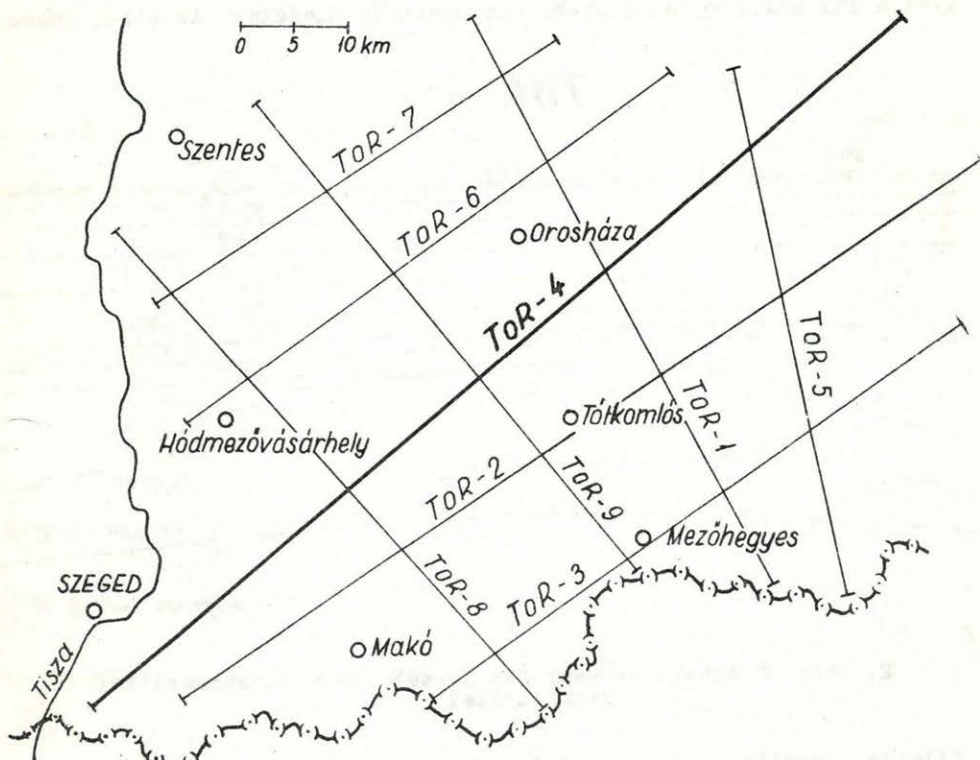 0 5 10 km
Szentes
ToR-7
ToR-6
Orosháza
ToR-4
ToR-5
Tótkomlós
ToR-1
Hódmezővásárhely
ToR-2
ToR-9
Mezőhegyes
SZEGED
ToR-8
ToR-3
Makó
Tisza